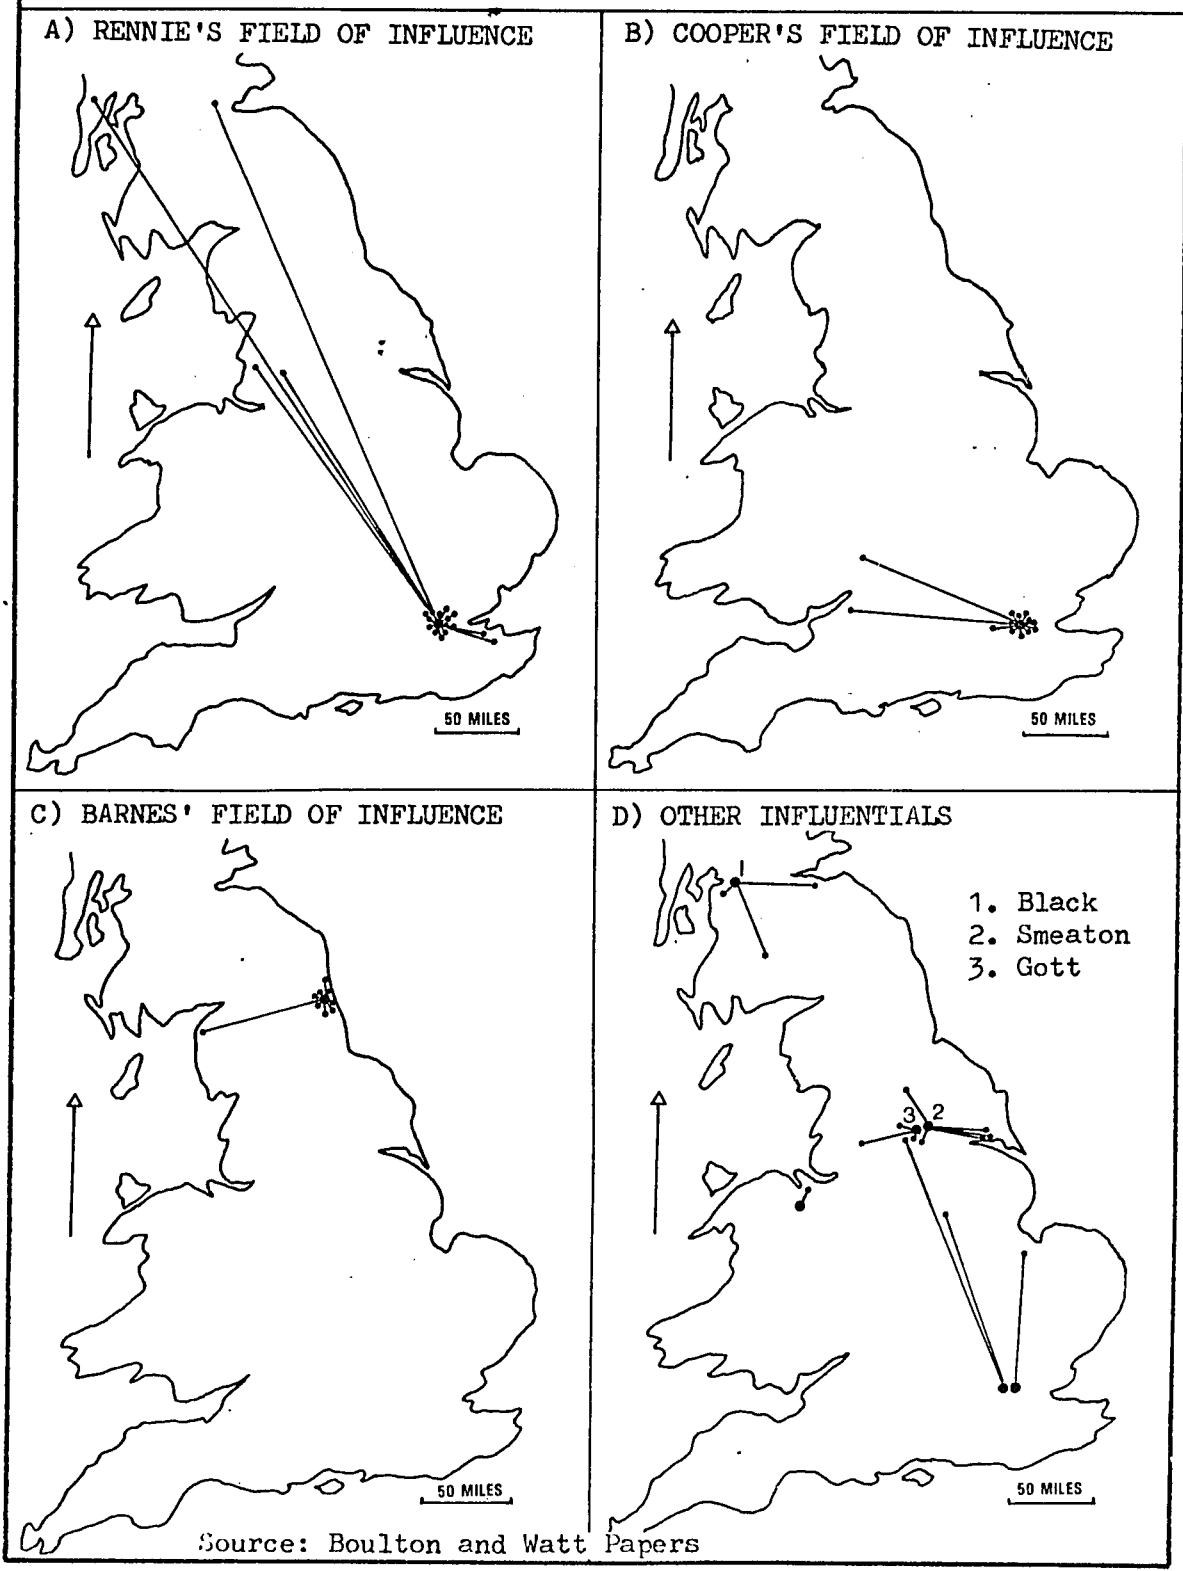 A) RENNIE'S FIELD OF INFLUENCE
50 MILES
B) COOPER'S FIELD OF INFLUENCE
50 MILES
C) BARNES' FIELD OF INFLUENCE
50 MILES
D) OTHER INFLUENTIALS
1
1. Black
2. Smeaton
3. Gott
3 2
50 MILES
Source: Boulton and Watt Papers